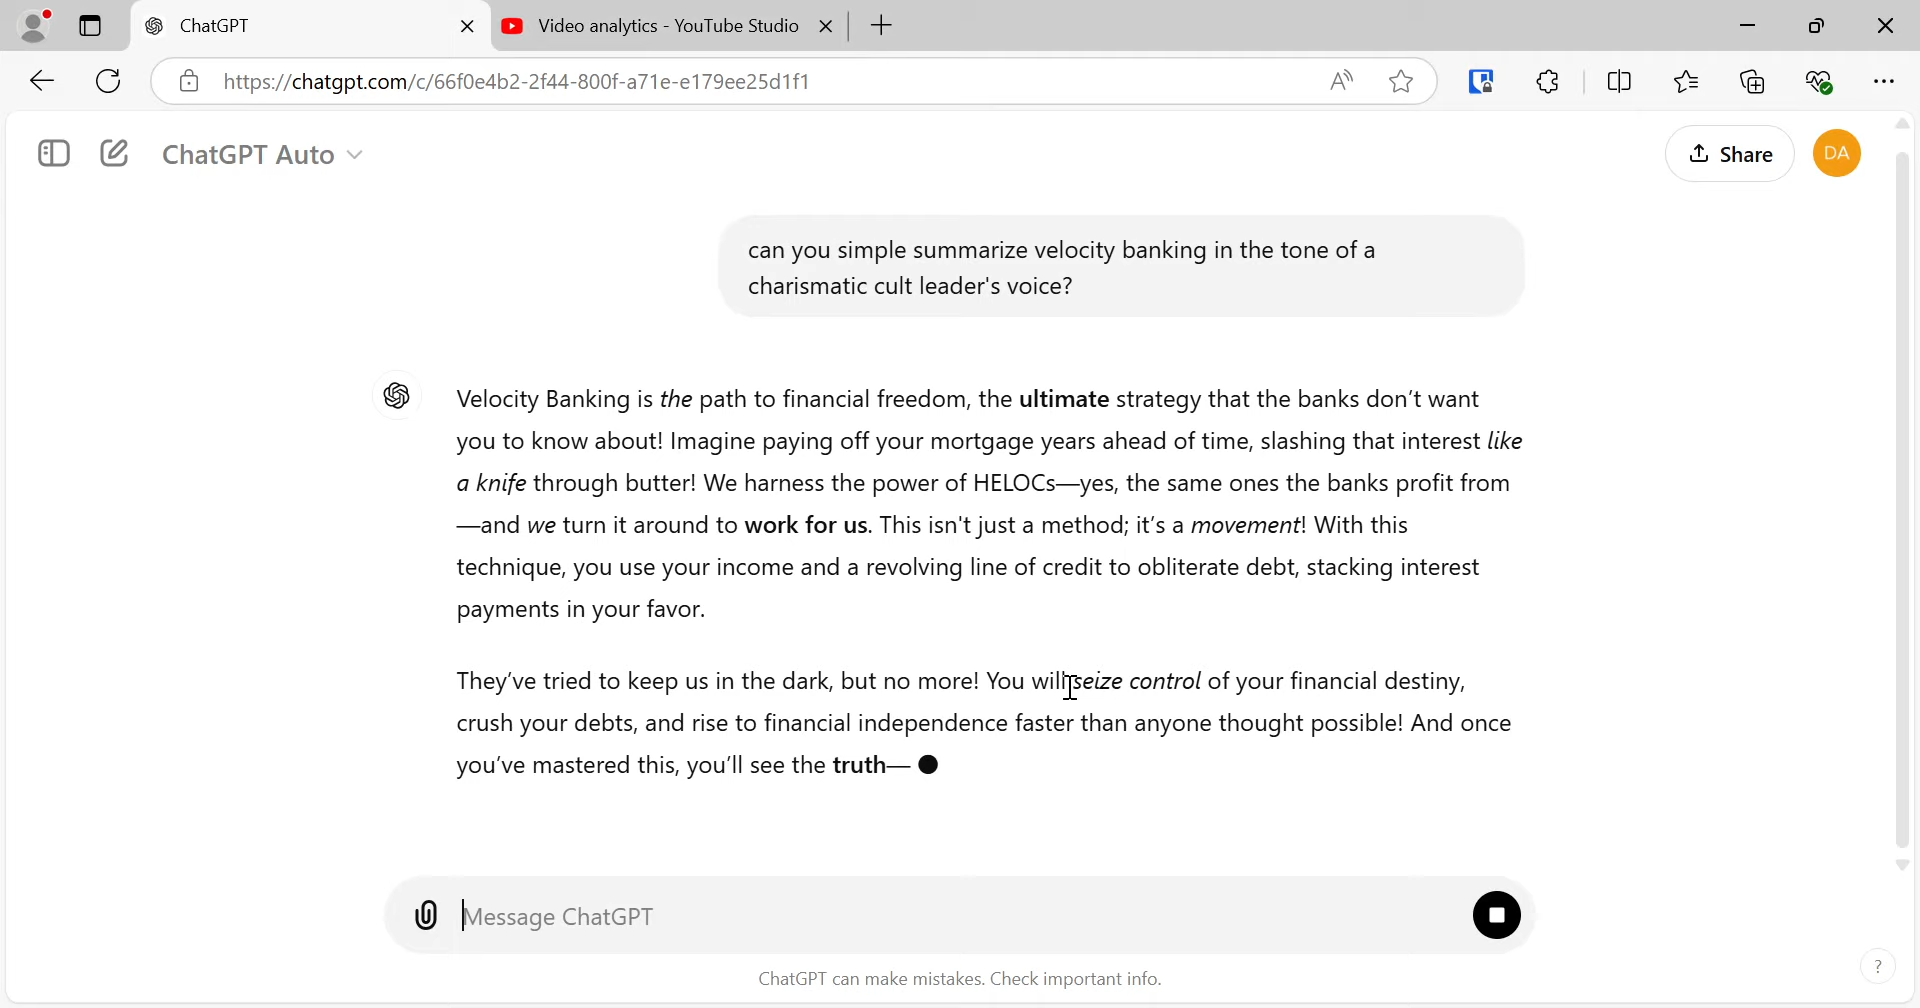 ChatGPT
Video analytics - YouTube Studio
https://chatgpt.com/c/66f0e4b2-2f44-800f-a71e-e179ee25d1f1
ChatGPT Auto
Share
DA
can you simple summarize velocity banking in the tone of a
charismatic cult leader's voice?
Velocity Banking is the path to financial freedom, the ultimate strategy that the banks don’t want
you to know about! Imagine paying off your mortgage years ahead of time, slashing that interest like
a knife through butter! We harness the power of HELOCs—yes, the same ones the banks profit from
—and we turn it around to work for us. This isn't just a method; it’s a movement! With this
technique, you use your income and a revolving line of credit to obliterate debt, stacking interest
payments in your favor.
They’ve tried to keep us in the dark, but no more! You will seize control of your financial destiny,
crush your debts, and rise to financial independence faster than anyone thought possible! And once
you’ve mastered this, you’ll see the truth—
Message ChatGPT
ChatGPT can make mistakes. Check important info.
?